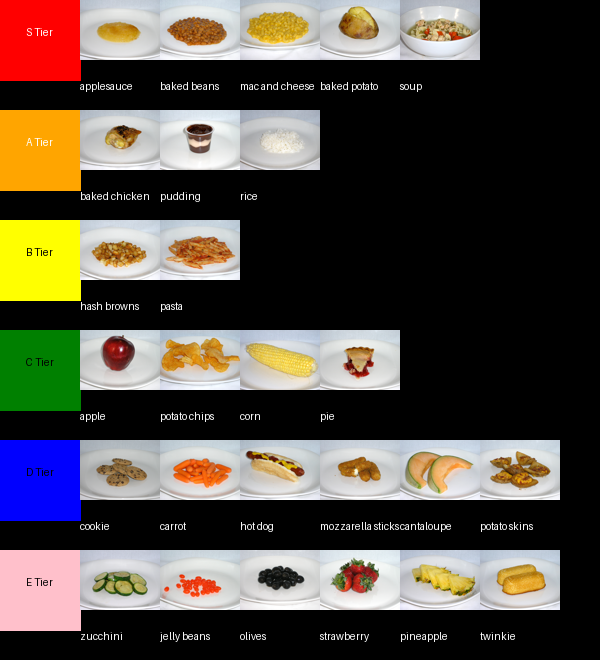 S Tier
applesauce
baked beans
mac and cheese
baked potato
soup
A Tier
baked chicken
pudding
rice
B Tier
hash browns
pasta
C Tier
apple
potato chips
corn
pie
D Tier
cookie
carrot
hot dog
mozzarella sticks
cantaloupe
potato skins
E Tier
zucchini
jelly beans
olives
strawberry
pineapple
twinkie